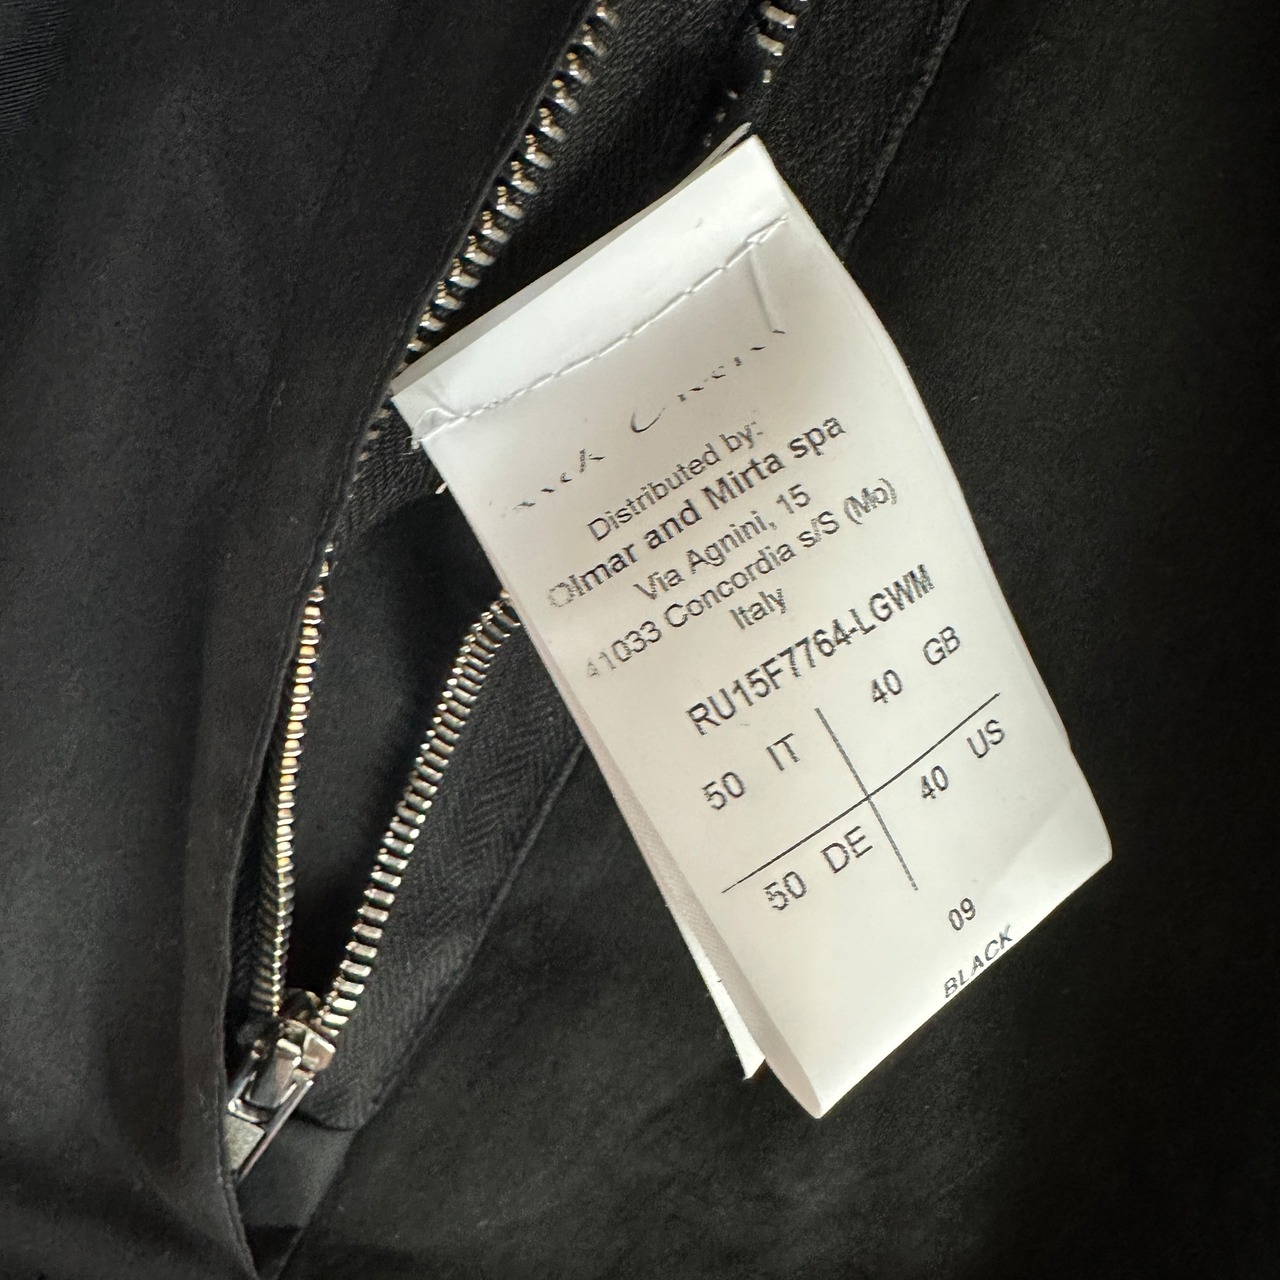 Distributed by:
Olmar and Mirta spa
Via Agnini, 15
41033 Concordia s/S (Mo)
Italy
RU15F7764-LGWM
50 IT 40 GB
50 DE 40 US
09
BLACK